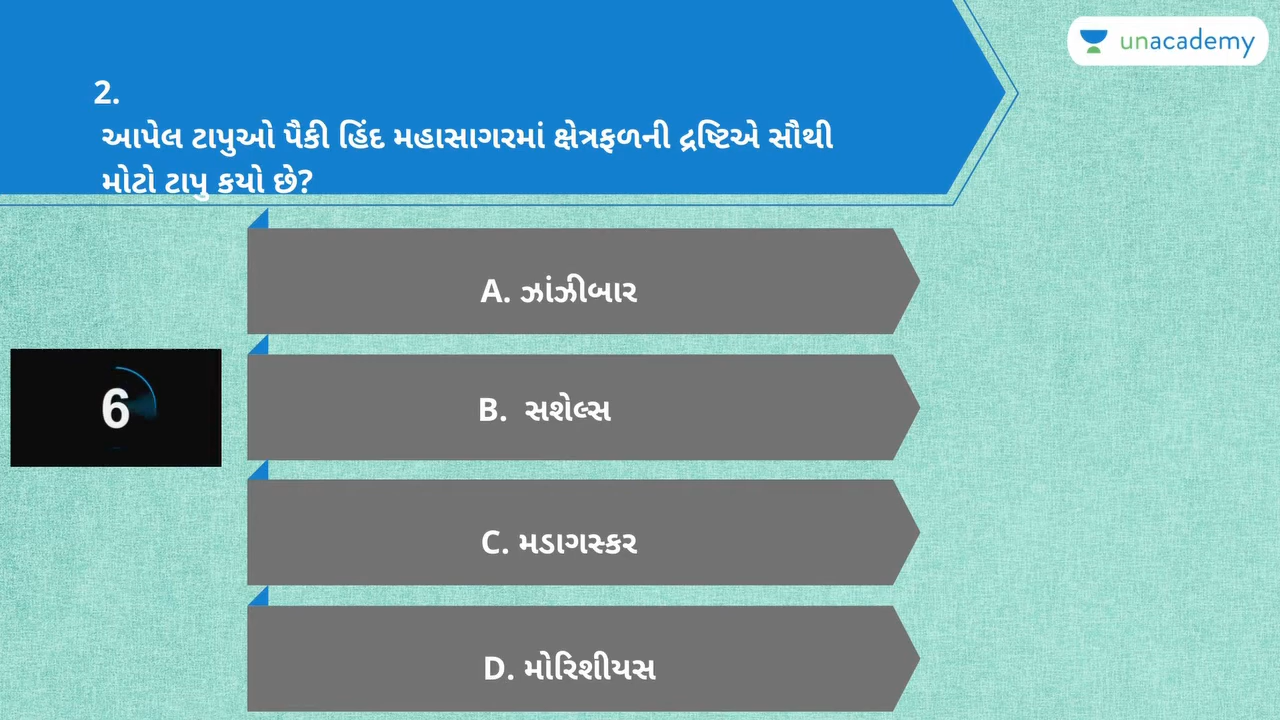 unacademy
2.
આપેલ ટાપુઓ પૈકી હિંદ મહાસાગરમાં ક્ષેત્રફળની દ્રષ્ટિએ સૌથી
મોટો ટાપુ કયો છે?
A. ઝાંઝીબાર
B. સશેલ્સ
6
C. મડાગસ્કર
D. મોરિશીયસ